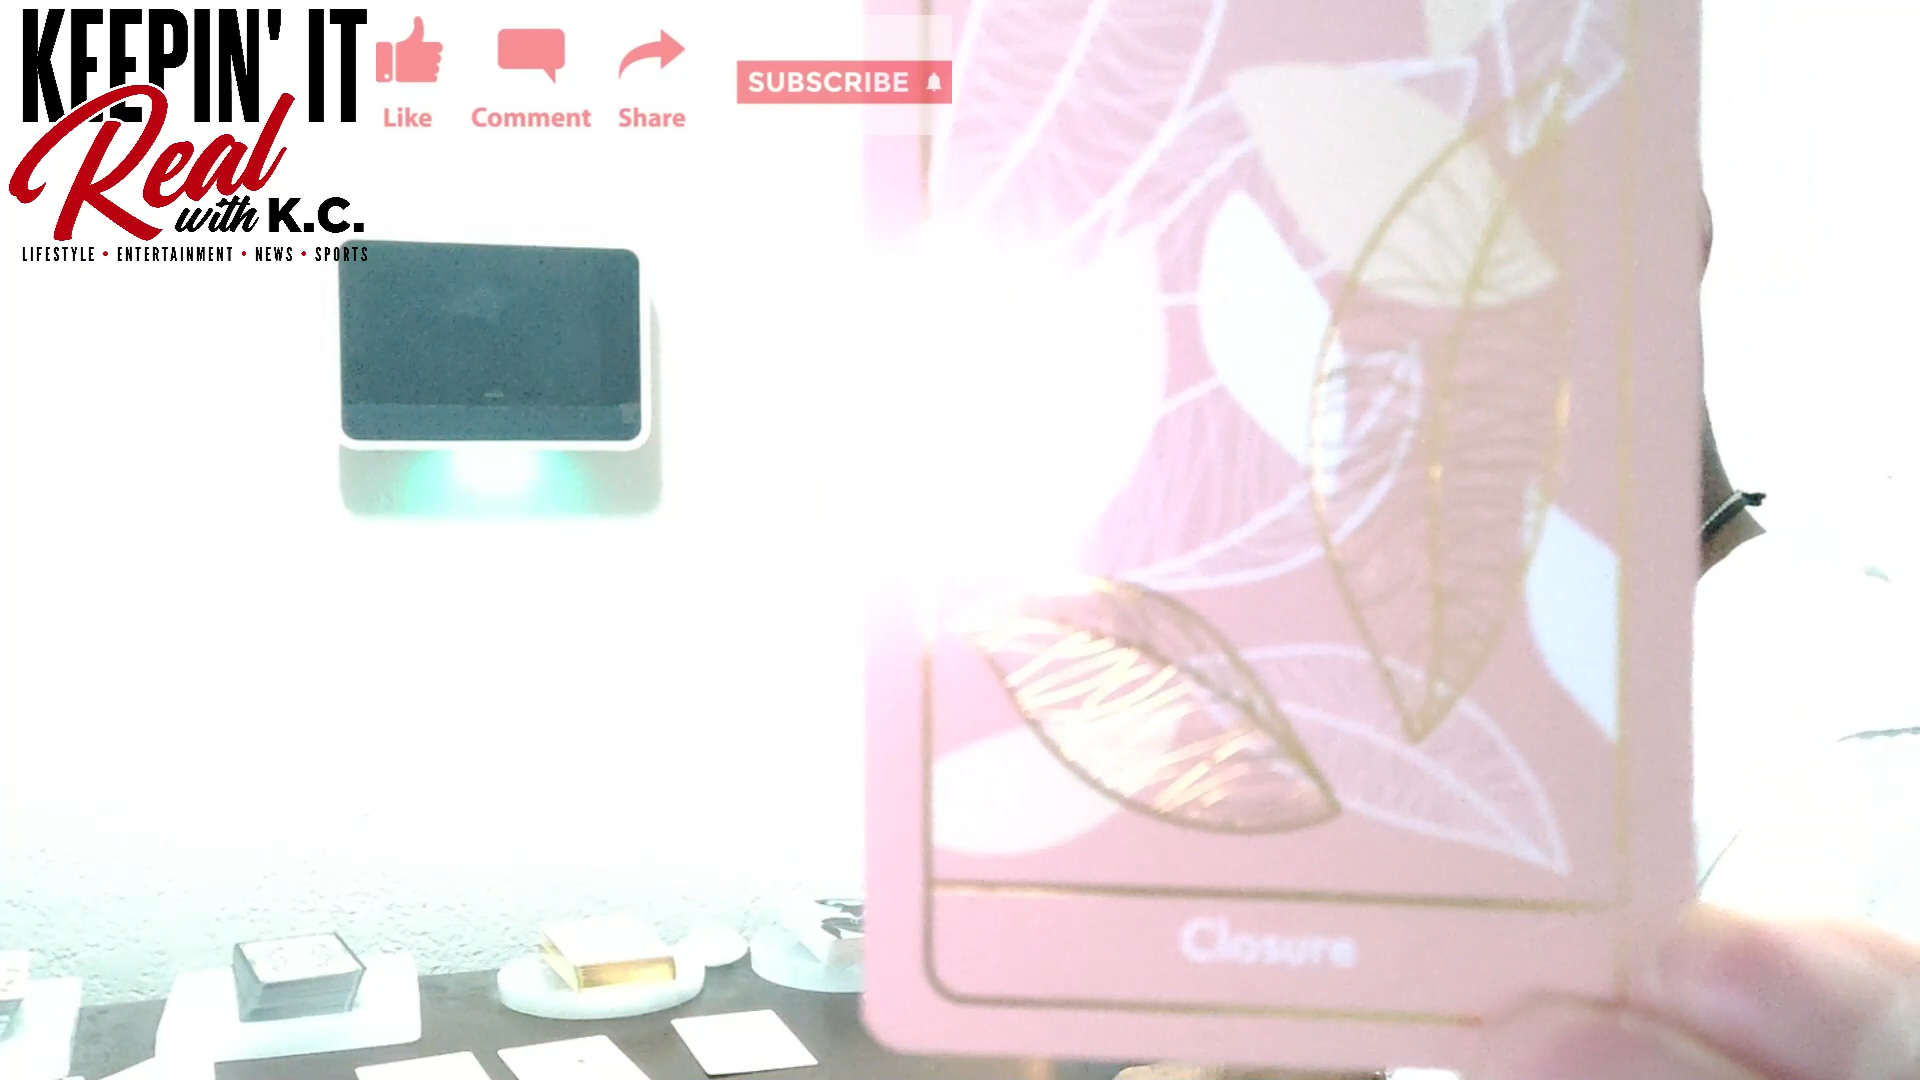 KEEPIN' IT
Real
with K.C.
LIFESTYLE • ENTERTAINMENT • NEWS • SPORTS
Like
Comment
Share
SUBSCRIBE
Closure